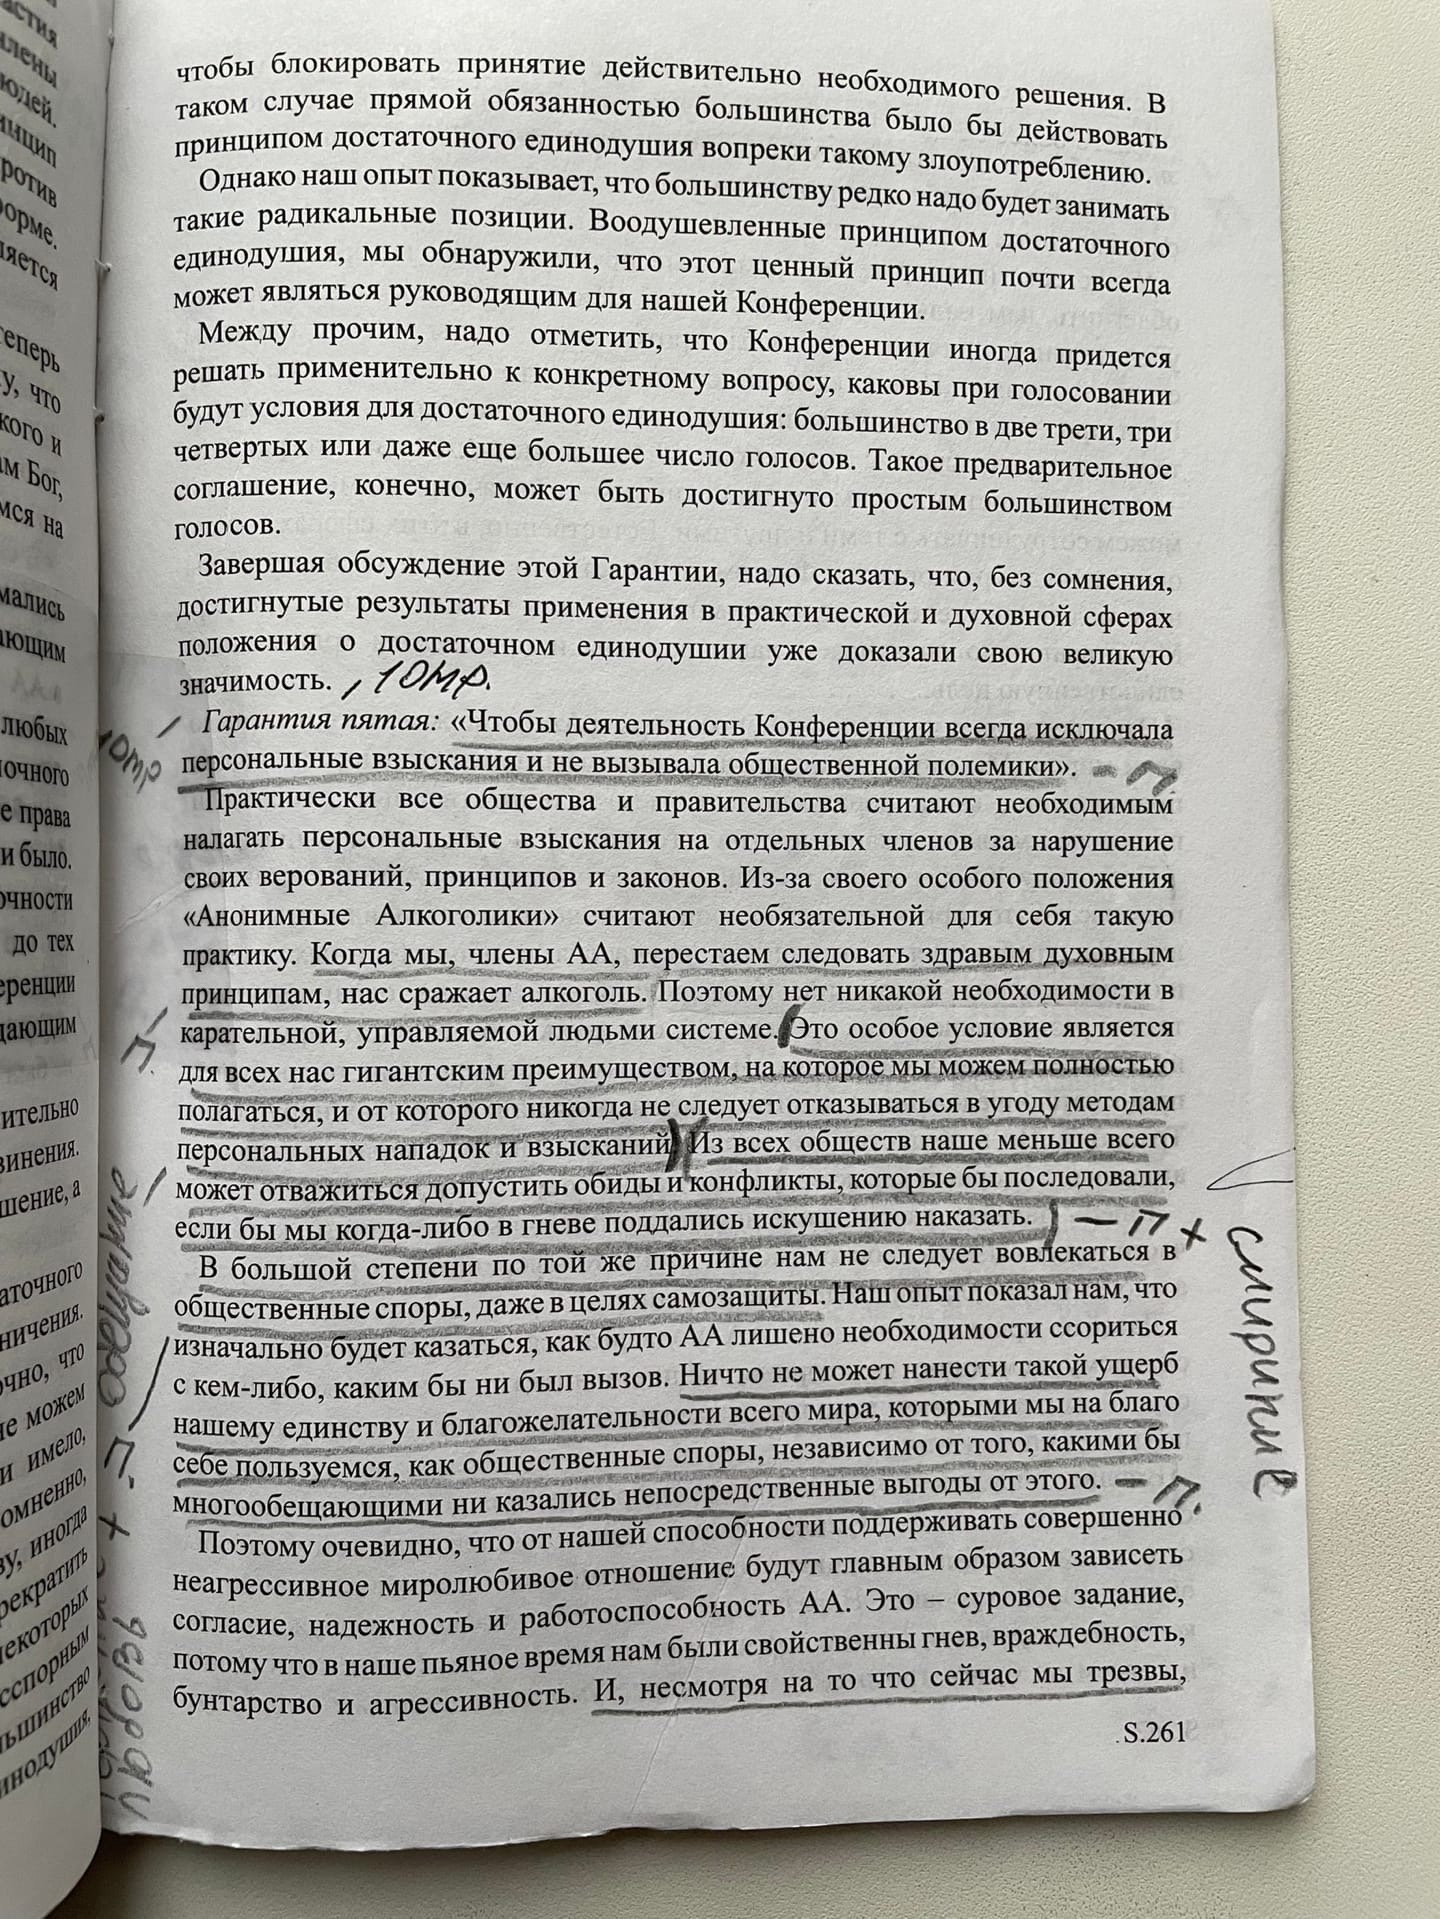 чтобы блокировать принятие действительно необходимого решения. В
таком случае прямой обязанностью большинства было бы действовать
принципом достаточного единодушия вопреки такому злоупотреблению.
Однако наш опыт показывает, что большинству редко надо будет занимать
такие радикальные позиции. Воодушевленные принципом достаточного
единодушия, мы обнаружили, что этот ценный принцип почти всегда
может являться руководящим для нашей Конференции.
Между прочим, надо отметить, что Конференции иногда придется
решать применительно к конкретному вопросу, каковы при голосовании
будут условия для достаточного единодушия: большинство в две трети, три
четвертых или даже еще большее число голосов. Такое предварительное
соглашение, конечно, может быть достигнуто простым большинством
голосов.
Завершая обсуждение этой Гарантии, надо сказать, что, без сомнения,
достигнутые результаты применения в практической и духовной сферах
положения о достаточном единодушии уже доказали свою великую
значимость. , 10тр.
Гарантия пятая: «Чтобы деятельность Конференции всегда исключала
10тр
персональные взыскания и не вызывала общественной полемики». - П.
Практически все общества и правительства считают необходимым
налагать персональные взыскания на отдельных членов за нарушение
своих верований, принципов и законов. Из-за своего особого положения
«Анонимные Алкоголики» считают необязательной для себя такую
практику. Когда мы, члены АА, перестаем следовать здравым духовным
принципам, нас сражает алкоголь. Поэтому нет никакой необходимости в
карательной, управляемой людьми системе. (Это особое условие является
П.
для всех нас гигантским преимуществом, на которое мы можем полностью
полагаться, и от которого никогда не следует отказываться в угоду методам
персональных нападок и взысканий) (Из всех обществ наше меньше всего
может отважиться допустить обиды и конфликты, которые бы последовали,
если бы мы когда-либо в гневе поддались искушению наказать. ) - П +
смирение
В большой степени по той же причине нам не следует вовлекаться в
общественные споры, даже в целях самозащиты. Наш опыт показал нам, что
изначально будет казаться, как будто АА лишено необходимости ссориться
с кем-либо, каким бы ни был вызов. Ничто не может нанести такой ущерб
нашему единству и благожелательности всего мира, которыми мы на благо
П. +
себе пользуемся, как общественные споры, независимо от того, какими бы
многообещающими ни казались непосредственные выгоды от этого. - П.
Поэтому очевидно, что от нашей способности поддерживать совершенно
неагрессивное миролюбивое отношение будут главным образом зависеть
согласие, надежность и работоспособность АА. Это – суровое задание,
потому что в наше пьяное время нам были свойственны гнев, враждебность,
бунтарство и агрессивность. И, несмотря на то что сейчас мы трезвы,
S.261